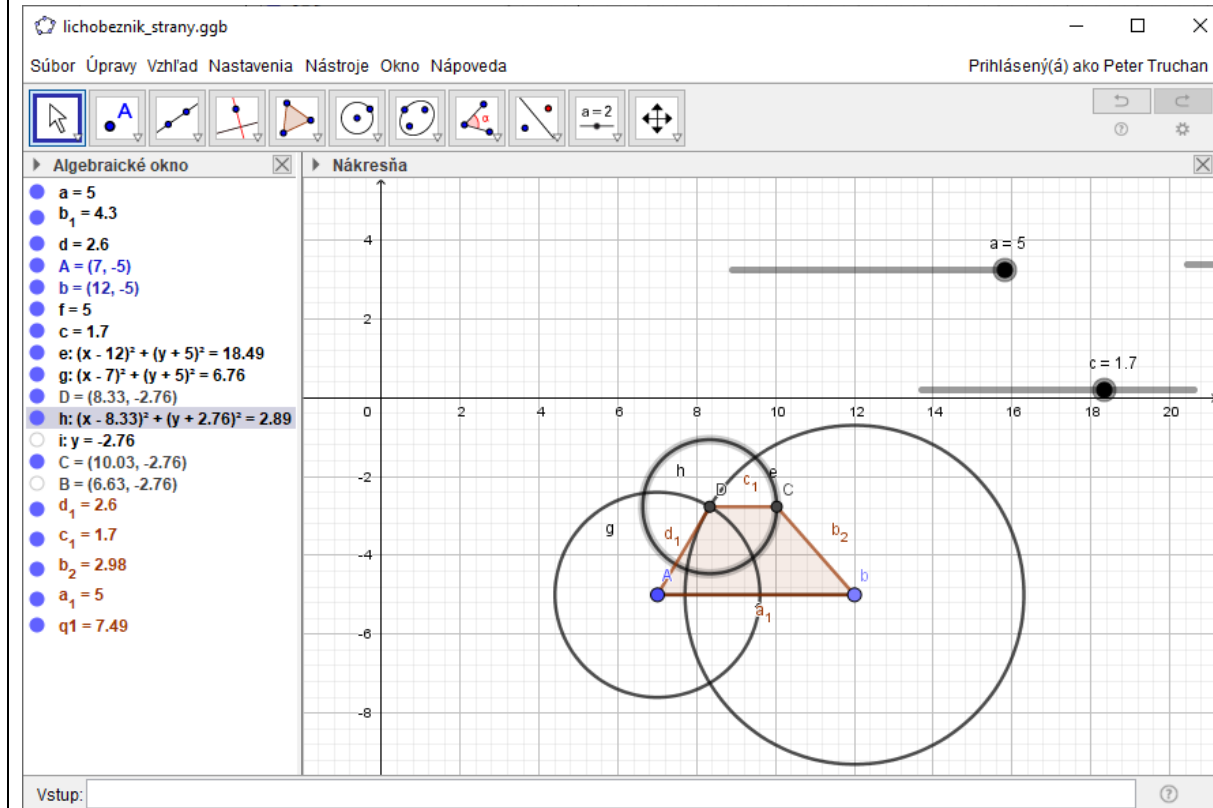 lichobeznik_strany.ggb
Súbor Úpravy Vzhľad Nastavenia Nástroje Okno Nápoveda
Prihlásený(á) ako Peter Truchan
A
α
a = 2
Algebraické okno
Nákresňa
a = 5
b₁ = 4.3
d = 2.6
A = (7, -5)
b = (12, -5)
f = 5
c = 1.7
e: (x - 12)² + (y + 5)² = 18.49
g: (x - 7)² + (y + 5)² = 6.76
D = (8.33, -2.76)
h: (x - 8.33)² + (y + 2.76)² = 2.89
i: y = -2.76
C = (10.03, -2.76)
B = (6.63, -2.76)
d₁ = 2.6
c₁ = 1.7
b₂ = 2.98
a₁ = 5
q1 = 7.49
4
a = 5
2
c = 1.7
0 2 4 6 8 10 12 14 16 18 20
-2
h
e
D
c₁
C
g
d₁
b₂
-4
A
b
a₁
-6
-8
Vstup: